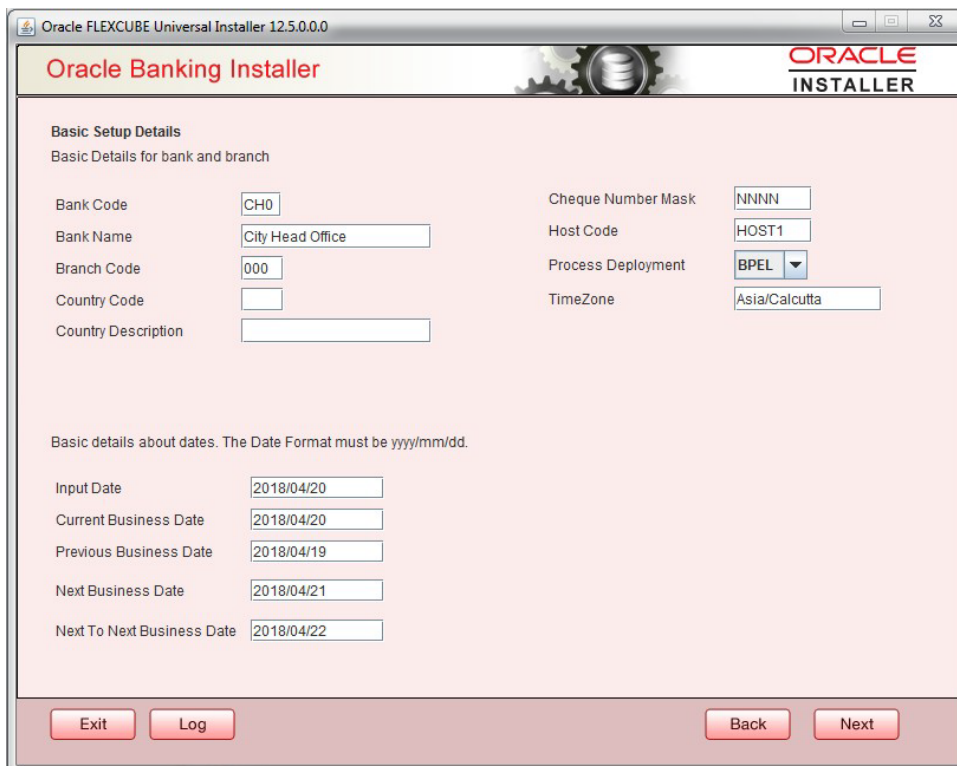 Oracle FLEXCUBE Universal Installer 12.5.0.0.0
Oracle Banking Installer
ORACLE
INSTALLER
Basic Setup Details
Basic Details for bank and branch
Bank Code CH0
Bank Name City Head Office
Branch Code 000
Country Code
Country Description
Cheque Number Mask NNNN
Host Code HOST1
Process Deployment BPEL
TimeZone Asia/Calcutta
Basic details about dates. The Date Format must be yyyy/mm/dd.
Input Date 2018/04/20
Current Business Date 2018/04/20
Previous Business Date 2018/04/19
Next Business Date 2018/04/21
Next To Next Business Date 2018/04/22
Exit Log Back Next